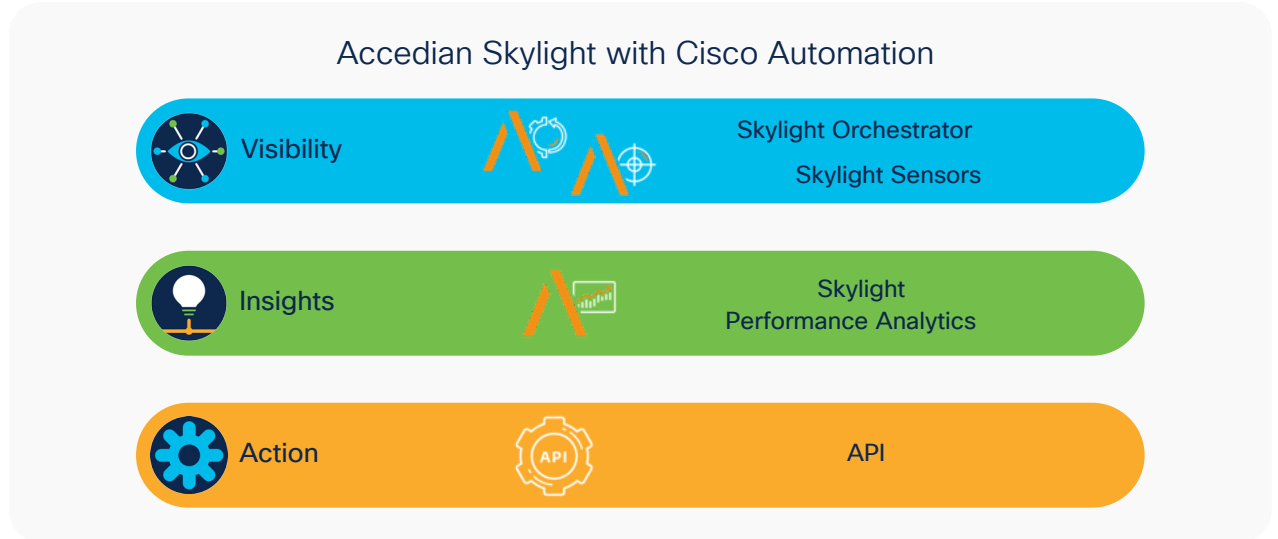 Accedian Skylight with Cisco Automation
Visibility
Skylight Orchestrator
Skylight Sensors
Insights
Skylight
Performance Analytics
Action
API
API